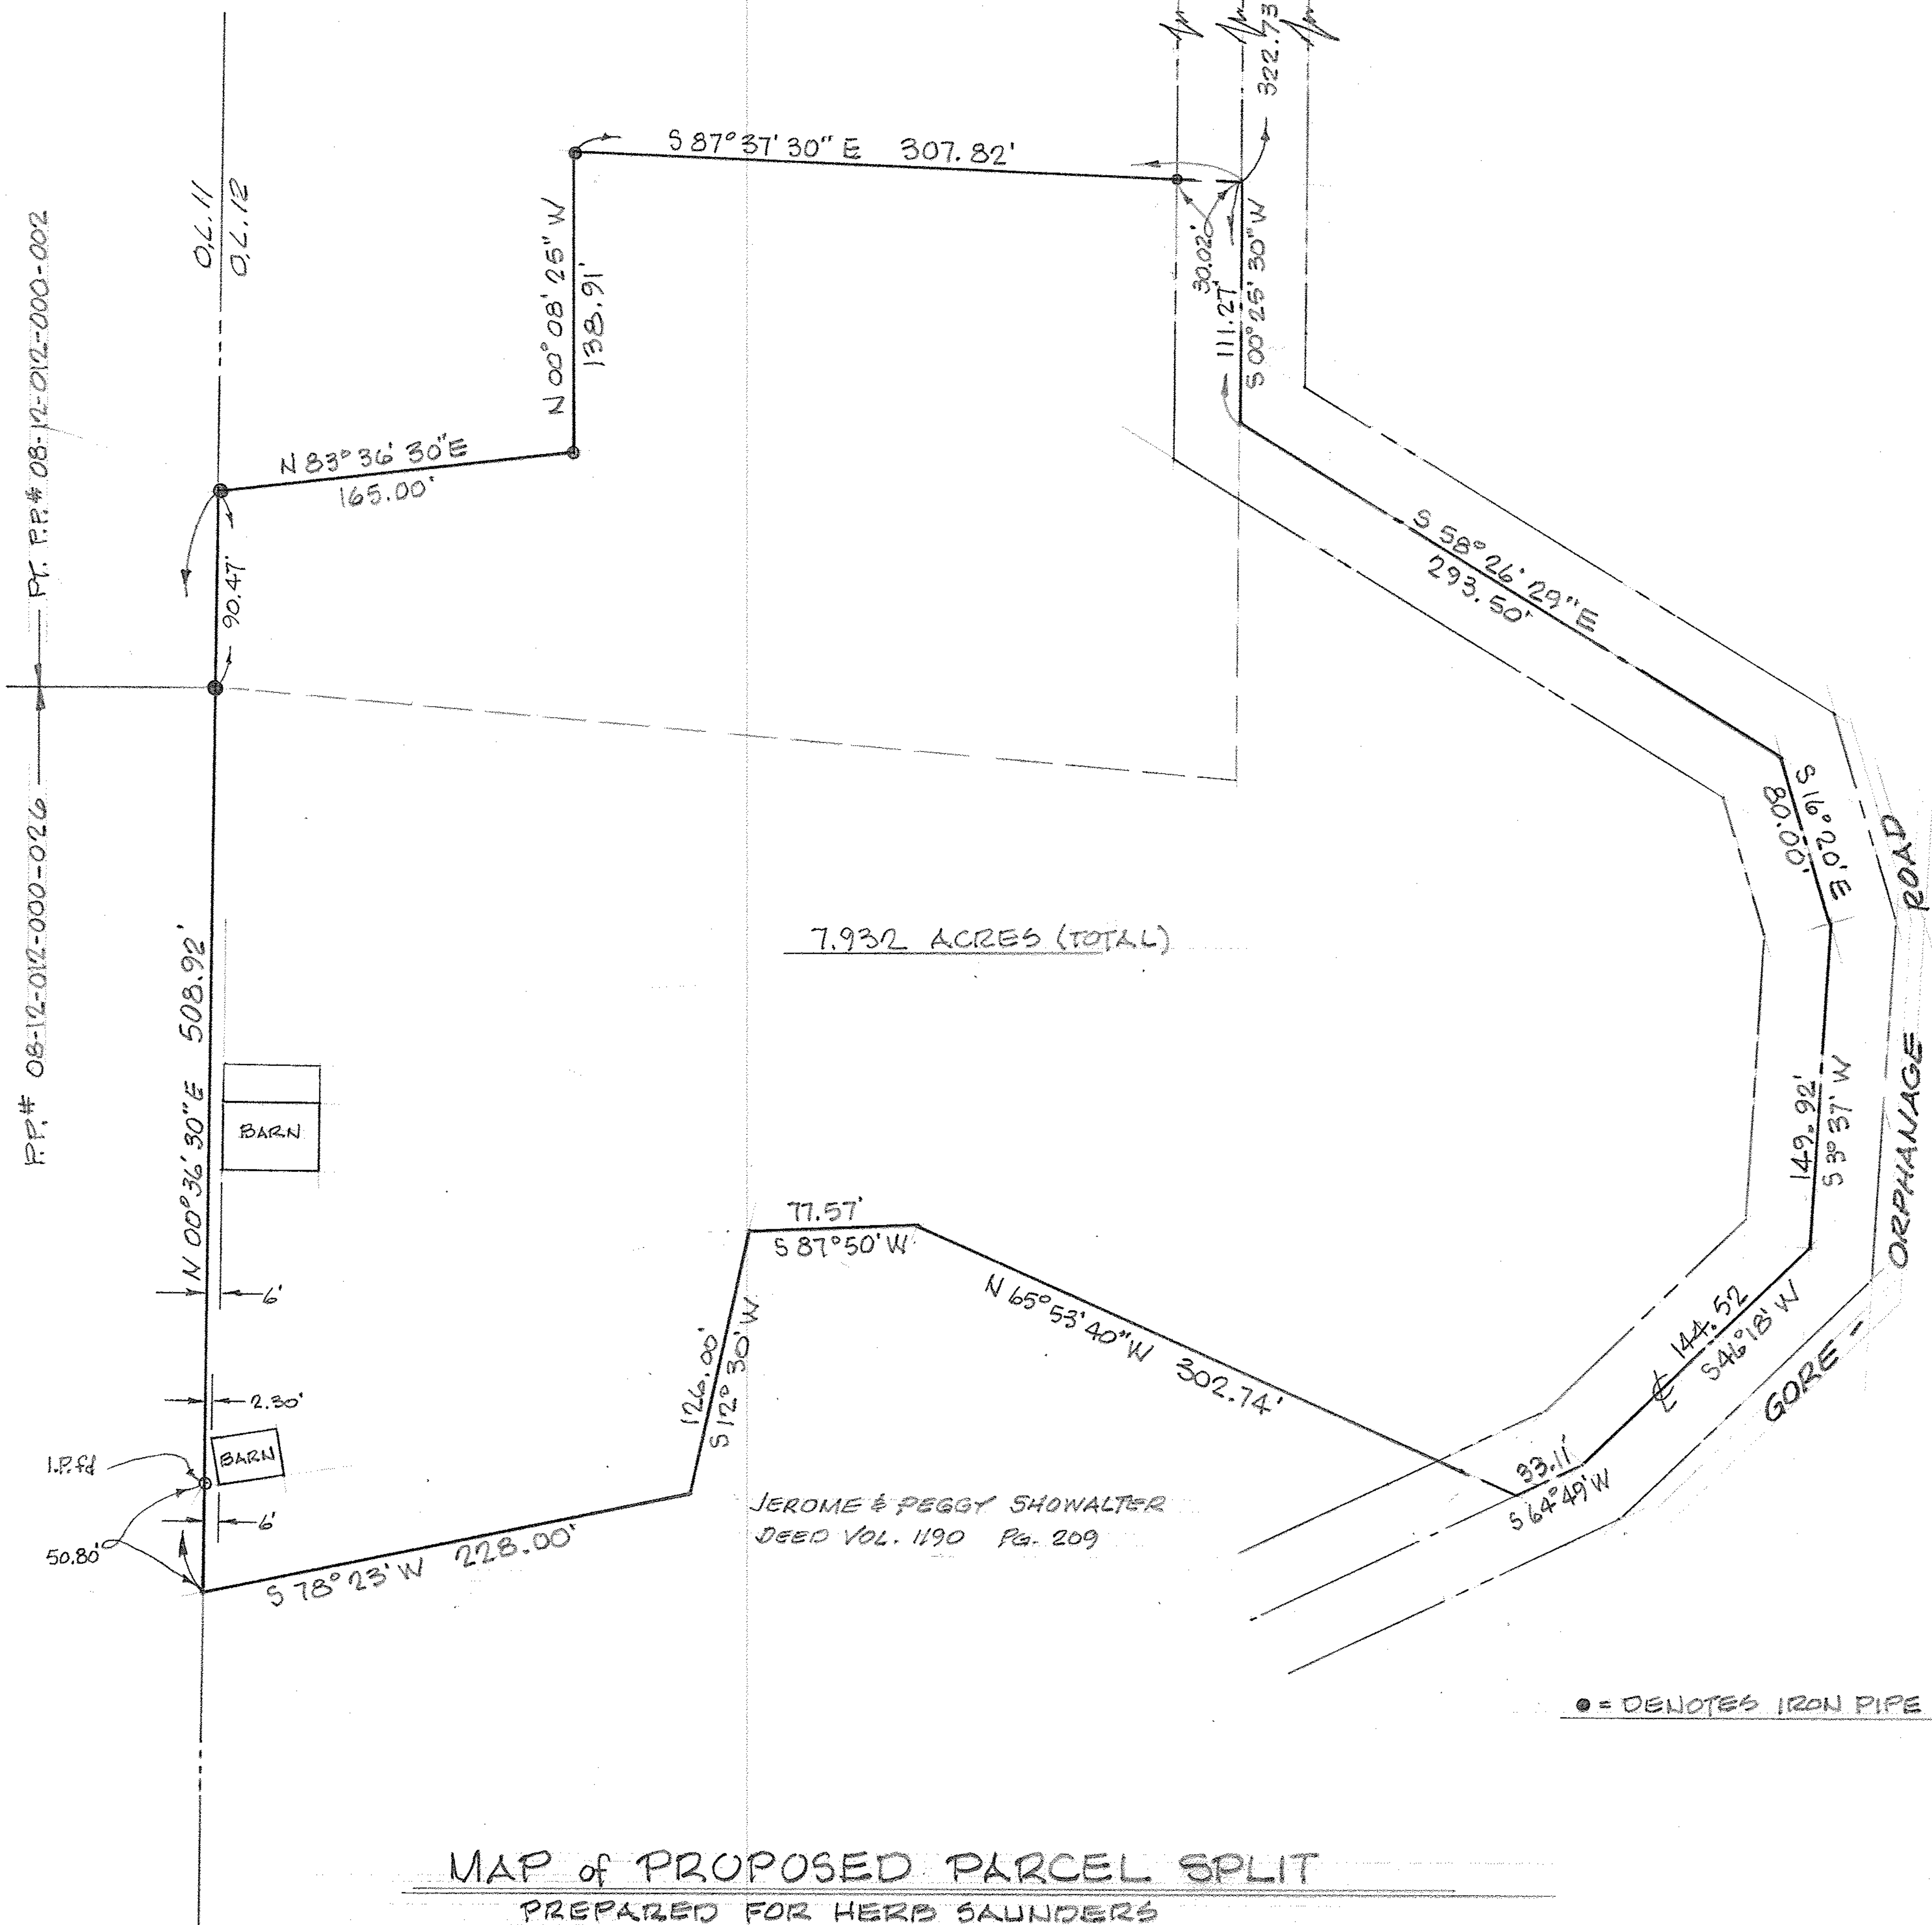 322.73
S 87° 37' 30" E 307.82'
O.L. 11
O.L. 12
PT. P.P.# 08-12-012-000-002
N 00° 08' 25" W
138.91'
30.02'
111.27'
S 00° 25' 30" W
N 83° 36' 30" E
165.00'
90.47'
S 58° 26' 29" E
293.50'
S 16° 20' E
80.00'
P.P.# 08-12-012-000-026
N 00° 36' 30" E 508.92'
7.932 ACRES (TOTAL)
BARN
149.92'
S 3° 37' W
GORE - ORPHANAGE ROAD
77.57'
S 87° 50' W
N 65° 53' 40" W 302.74'
6'
144.52
S 46° 18' W
℄
126.00'
S 12° 30' W
2.30'
BARN
I.P. fd
33.11'
S 64° 49' W
6'
50.80'
S 78° 23' W 228.00'
JEROME & PEGGY SHOWALTER
DEED VOL. 1190 PG. 209
● = DENOTES IRON PIPE
MAP of PROPOSED PARCEL SPLIT
PREPARED FOR HERB SAUNDERS